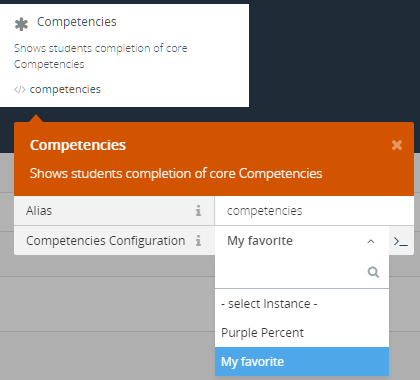 Competencies
Shows students completion of core
Competencies
</> competencies
Competencies
Shows students completion of core Competencies
Alias
competencies
Competencies Configuration
My favorite
- select Instance -
Purple Percent
My favorite